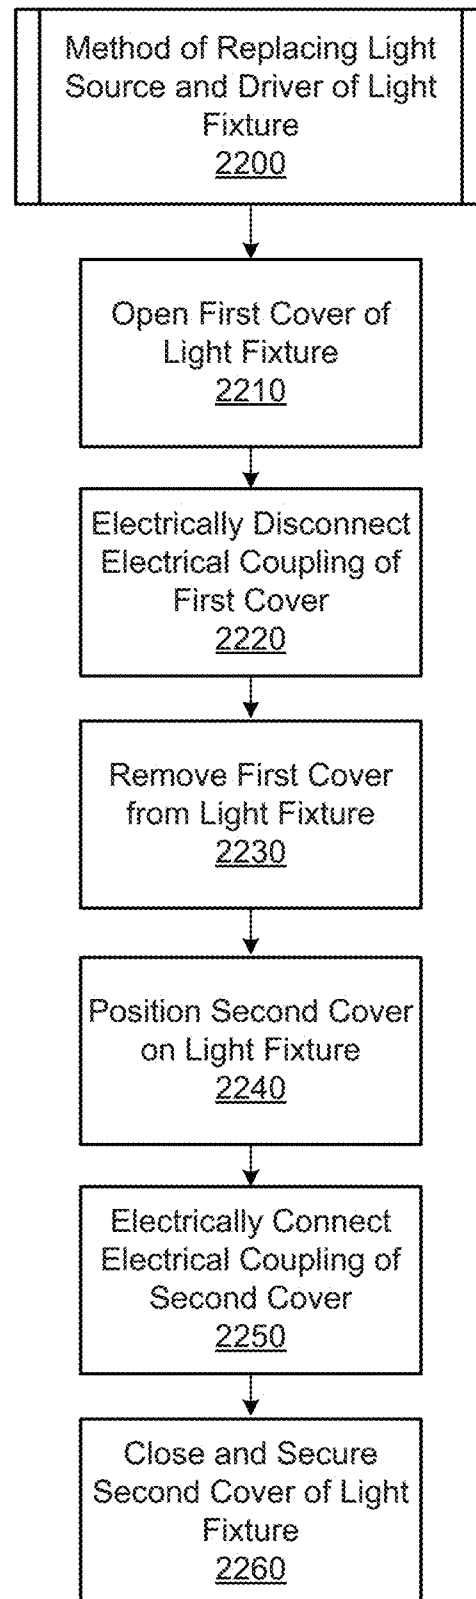 Method of Replacing Light
Source and Driver of Light
Fixture
2200
Open First Cover of
Light Fixture
2210
Electrically Disconnect
Electrical Coupling of
First Cover
2220
Remove First Cover
from Light Fixture
2230
Position Second Cover
on Light Fixture
2240
Electrically Connect
Electrical Coupling of
Second Cover
2250
Close and Secure
Second Cover of Light
Fixture
2260